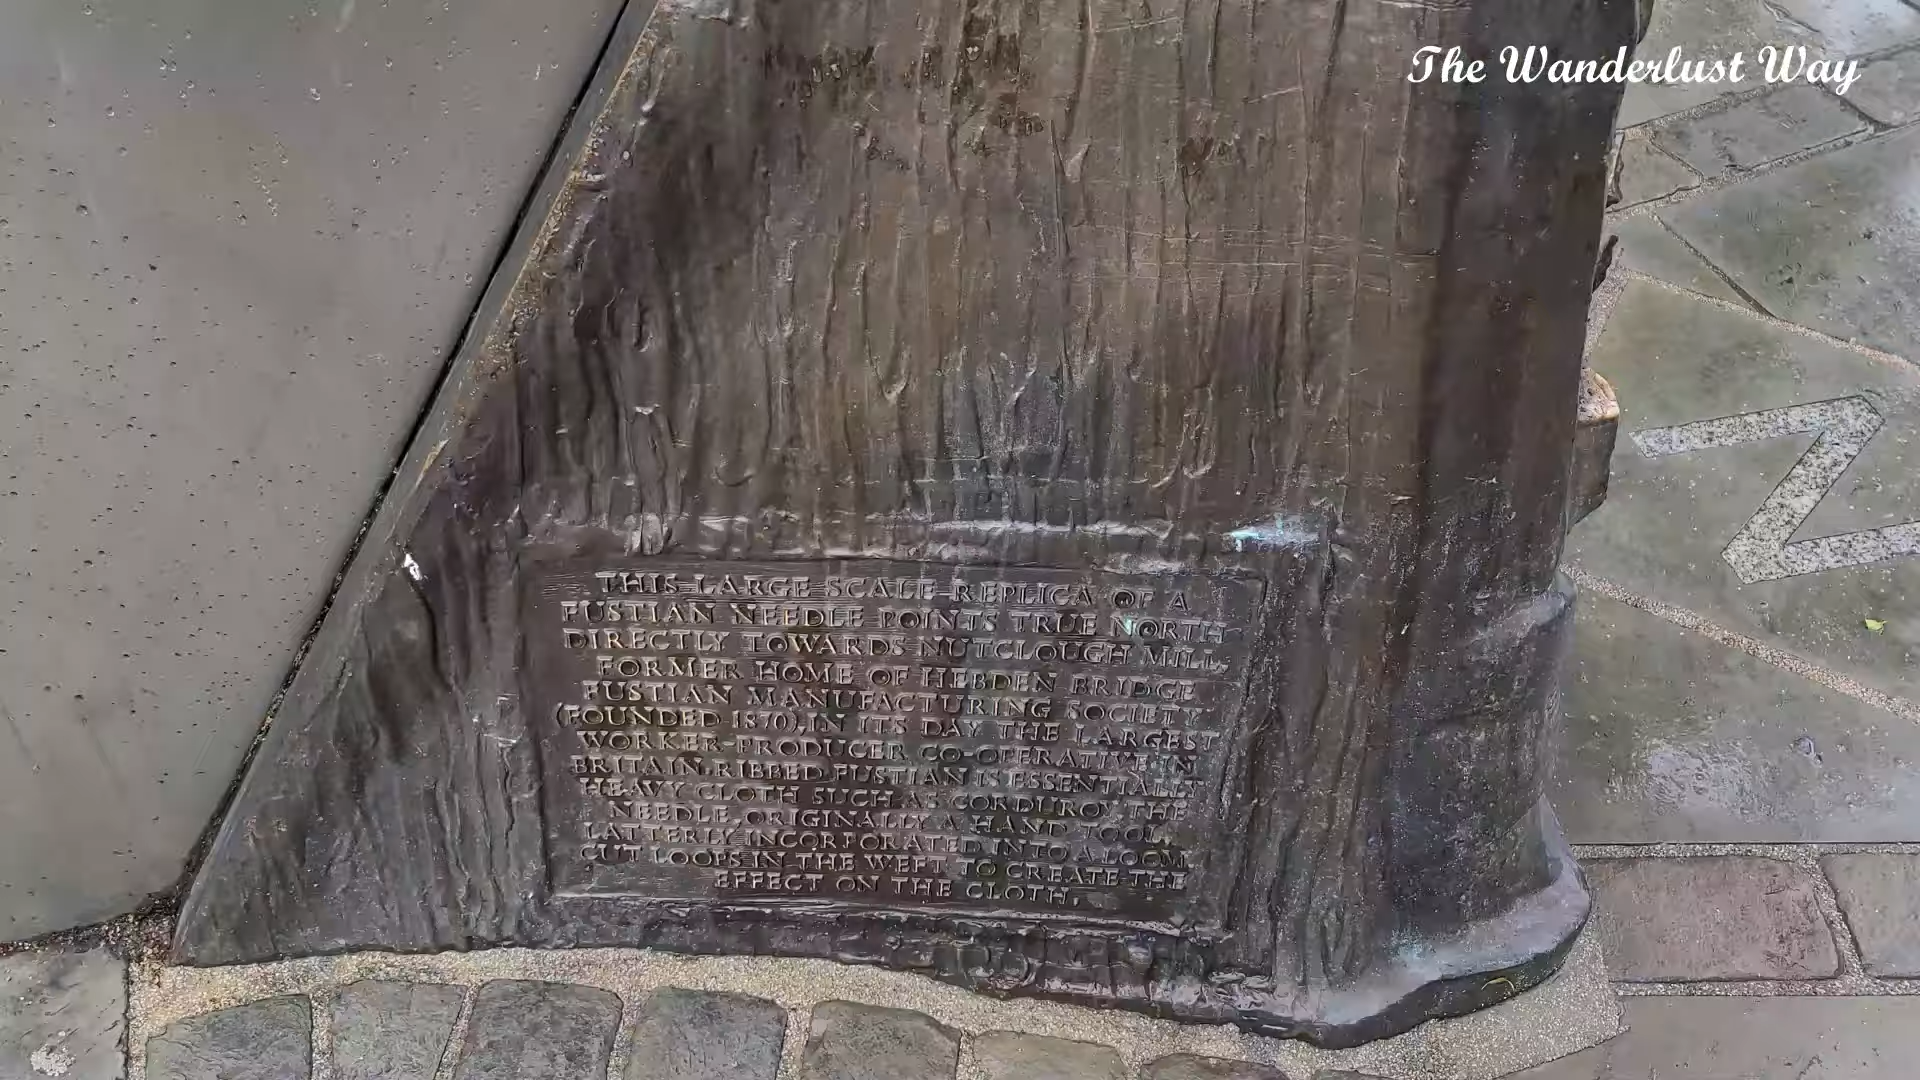 The Wanderlust Way
THIS LARGE SCALE REPLICA OF A
FUSTIAN NEEDLE POINTS TRUE NORTH
DIRECTLY TOWARDS NUTCLOUGH MILL,
FORMER HOME OF HEBDEN BRIDGE
FUSTIAN MANUFACTURING SOCIETY
(FOUNDED 1870), IN ITS DAY THE LARGEST
WORKER-PRODUCER CO-OPERATIVE IN
BRITAIN. RIBBED FUSTIAN IS ESSENTIALLY
HEAVY CLOTH SUCH AS CORDUROY. THE
NEEDLE, ORIGINALLY A HAND TOOL,
LATTERLY INCORPORATED INTO A LOOM,
CUT LOOPS IN THE WEFT TO CREATE THE
EFFECT ON THE CLOTH.
N